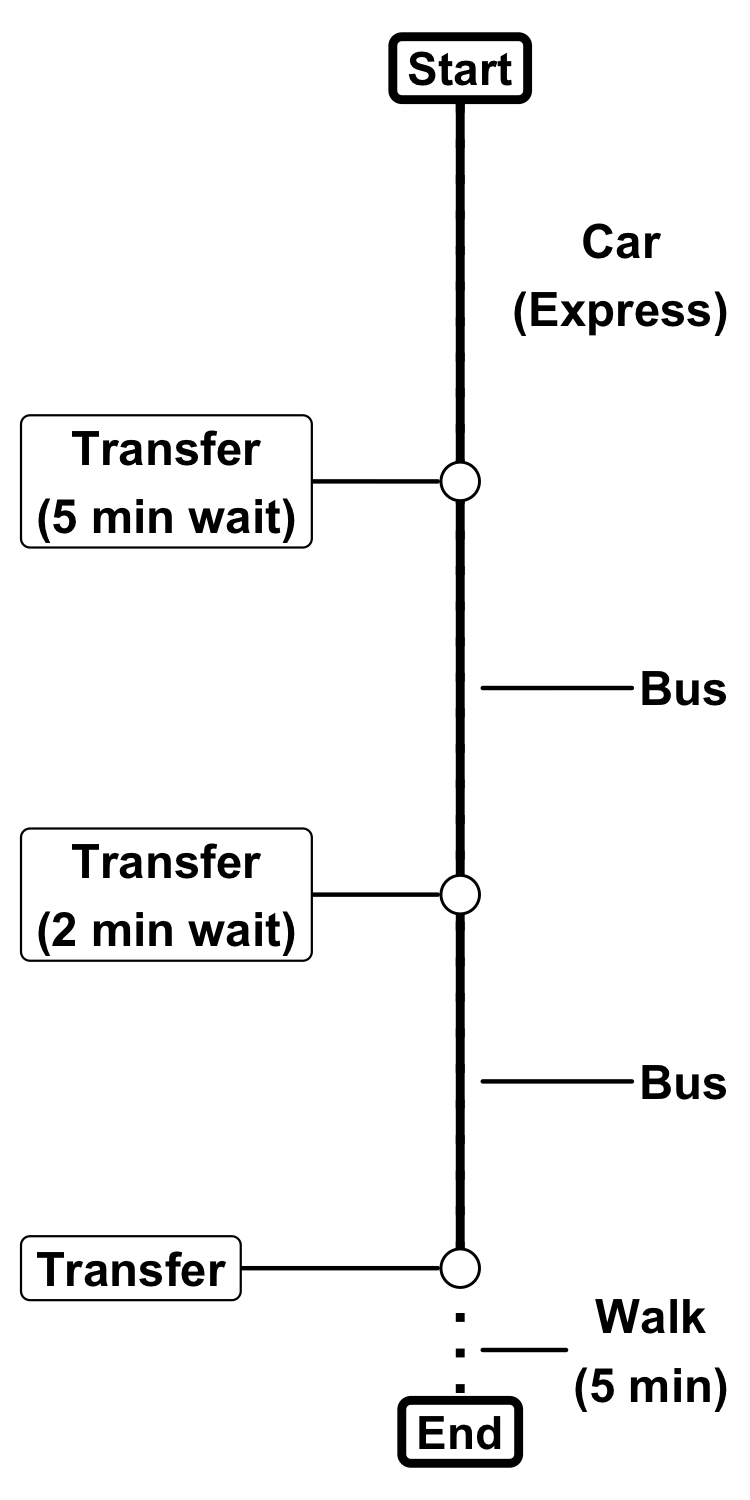 Start
Car
(Express)
Transfer
(5 min wait)
Bus
Transfer
(2 min wait)
Bus
Transfer
Walk
(5 min)
End